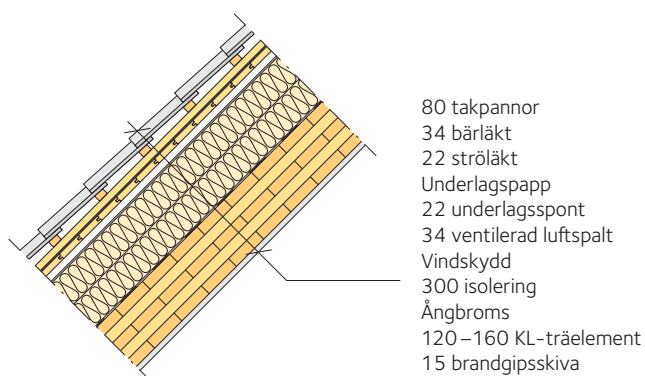 80 takpannor
34 bärläkt
22 ströläkt
Underlagspapp
22 underlagsspont
34 ventilerad luftspalt
Vindskydd
300 isolering
Ångbroms
120–160 KL-träelement
15 brandgipsskiva